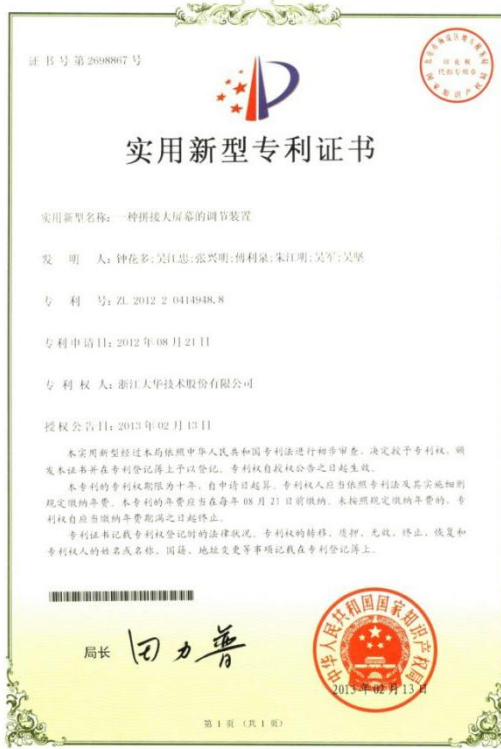 证书号第2698867号
实用新型专利证书
实用新型名称：一种拼接大屏幕的调节装置
发 明 人：钟花多;吴江忠;张兴明;傅利泉;朱江明;吴军;吴坚
专 利 号：ZL 2012 2 0414948.8
专利申请日：2012年08月21日
专 利 权 人：浙江大华技术股份有限公司
授权公告日：2013年02月13日
本实用新型经过本局依照中华人民共和国专利法进行初步审查，决定授予专利权，颁
发本证书并在专利登记簿上予以登记。专利权自授权公告之日起生效。
本专利的专利权期限为十年，自申请日起算。专利权人应当依照专利法及其实施细则
规定缴纳年费。本专利的年费应当在每年08月21日前缴纳。未按照规定缴纳年费的，专
利权自应当缴纳年费期满之日起终止。
专利证书记载专利权登记时的法律状况。专利权的转移、质押、无效、终止、恢复和
专利权人的姓名或名称、国籍、地址变更等事项记载在专利登记簿上。
局长 田力普
中华人民共和国国家知识产权局
2013年02月13日
第1页（共1页）